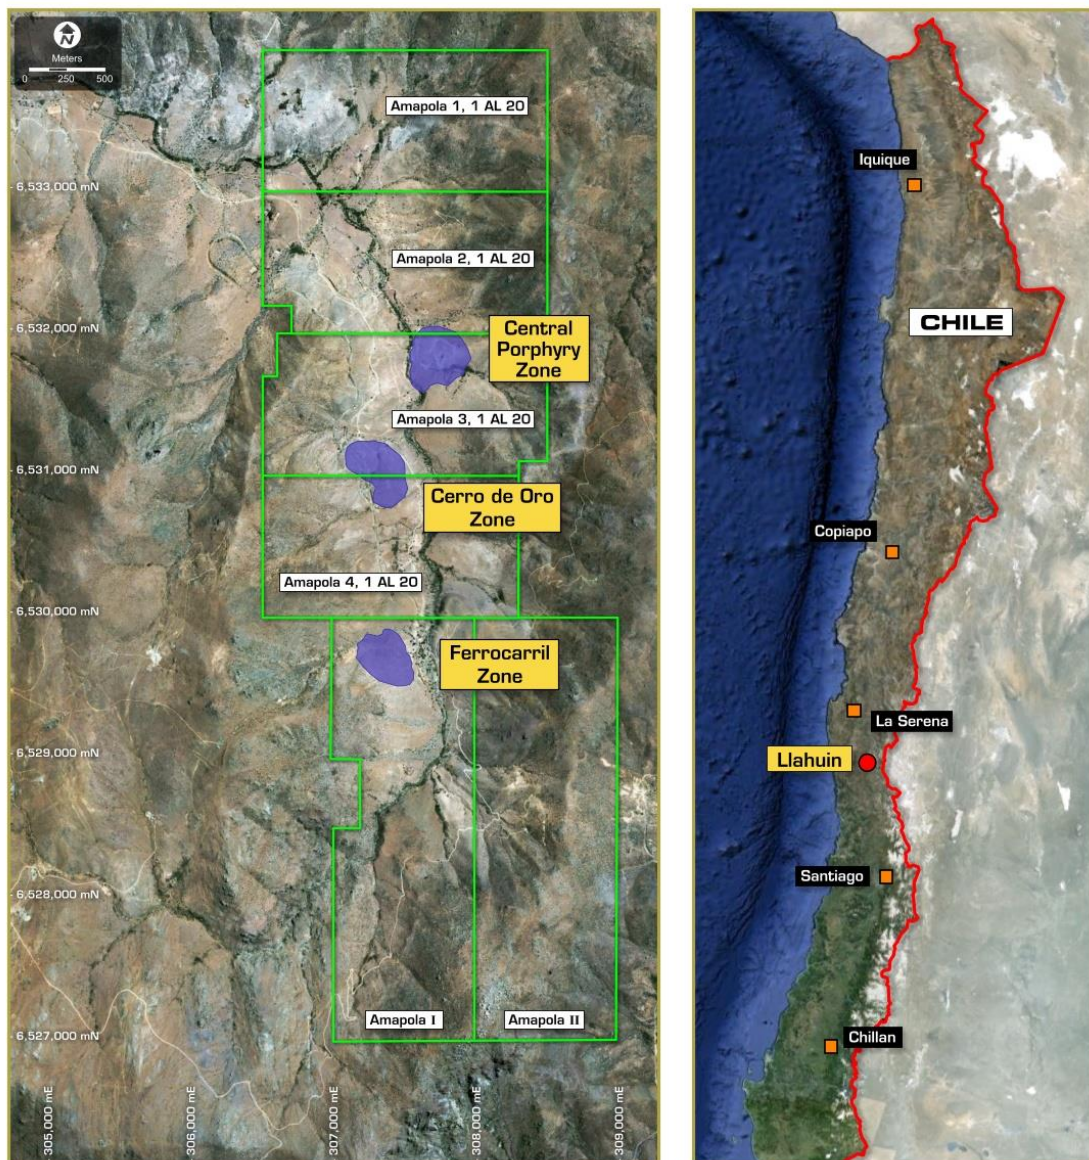 N
Meters
0 250 500
Amapola 1, 1 AL 20
6,533,000 mN
Amapola 2, 1 AL 20
6,532,000 mN
Central
Porphyry
Zone
Amapola 3, 1 AL 20
6,531,000 mN
Cerro de Oro
Zone
Amapola 4, 1 AL 20
6,530,000 mN
Ferrocarril
Zone
6,529,000 mN
6,528,000 mN
Amapola I
Amapola II
6,527,000 mN
305,000 mE
306,000 mE
307,000 mE
308,000 mE
309,000 mE
Iquique
CHILE
Copiapo
La Serena
Llahuin
Santiago
Chillan